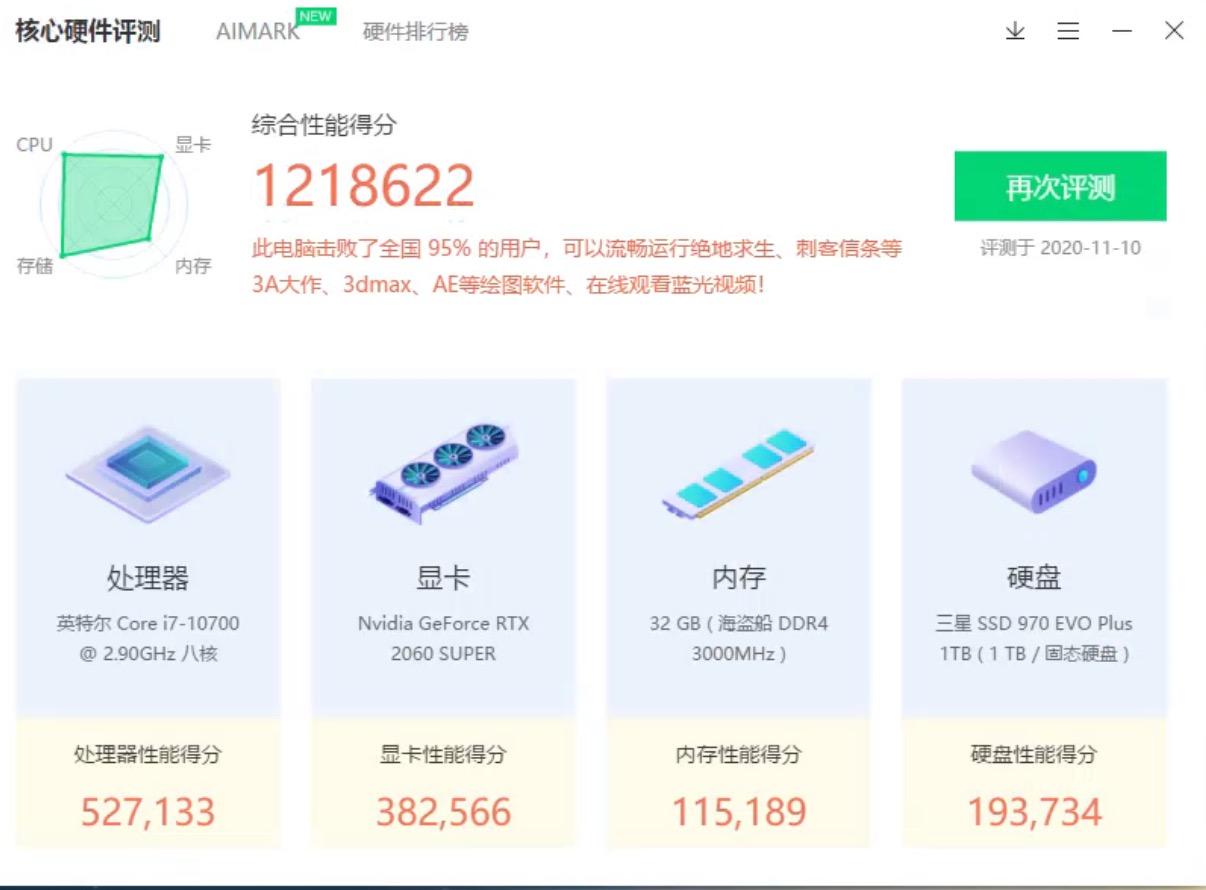 核心硬件评测
AIMARK
NEW
硬件排行榜
CPU
显卡
存储
内存
综合性能得分
1218622
此电脑击败了全国 95% 的用户，可以流畅运行绝地求生、刺客信条等
3A大作、3dmax、AE等绘图软件、在线观看蓝光视频！
再次评测
评测于 2020-11-10
处理器
英特尔 Core i7-10700
@ 2.90GHz 八核
处理器性能得分
527,133
显卡
Nvidia GeForce RTX
2060 SUPER
显卡性能得分
382,566
内存
32 GB ( 海盗船 DDR4
3000MHz )
内存性能得分
115,189
硬盘
三星 SSD 970 EVO Plus
1TB ( 1 TB / 固态硬盘 )
硬盘性能得分
193,734